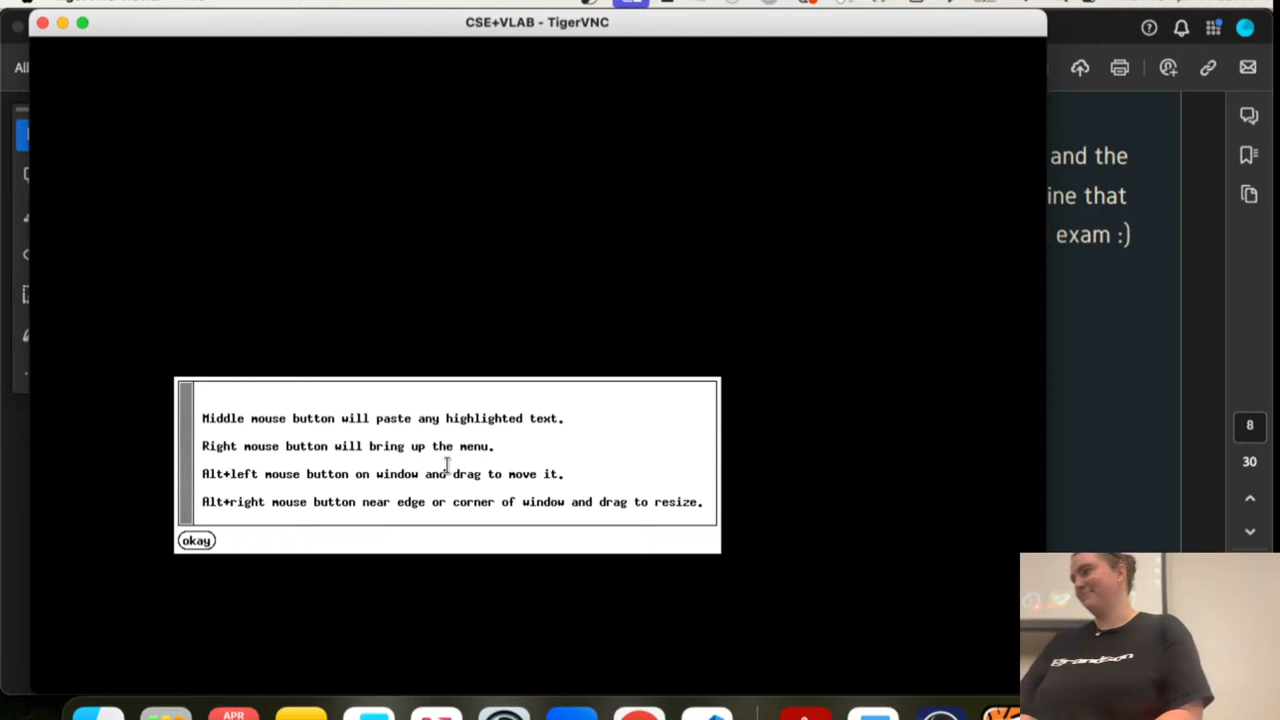 CSE+VLAB - TigerVNC
All
and the
ine that
exam :)
Middle mouse button will paste any highlighted text.
Right mouse button will bring up the menu.
Alt+left mouse button on window and drag to move it.
Alt+right mouse button near edge or corner of window and drag to resize.
okay
8
30
Brandson
APR